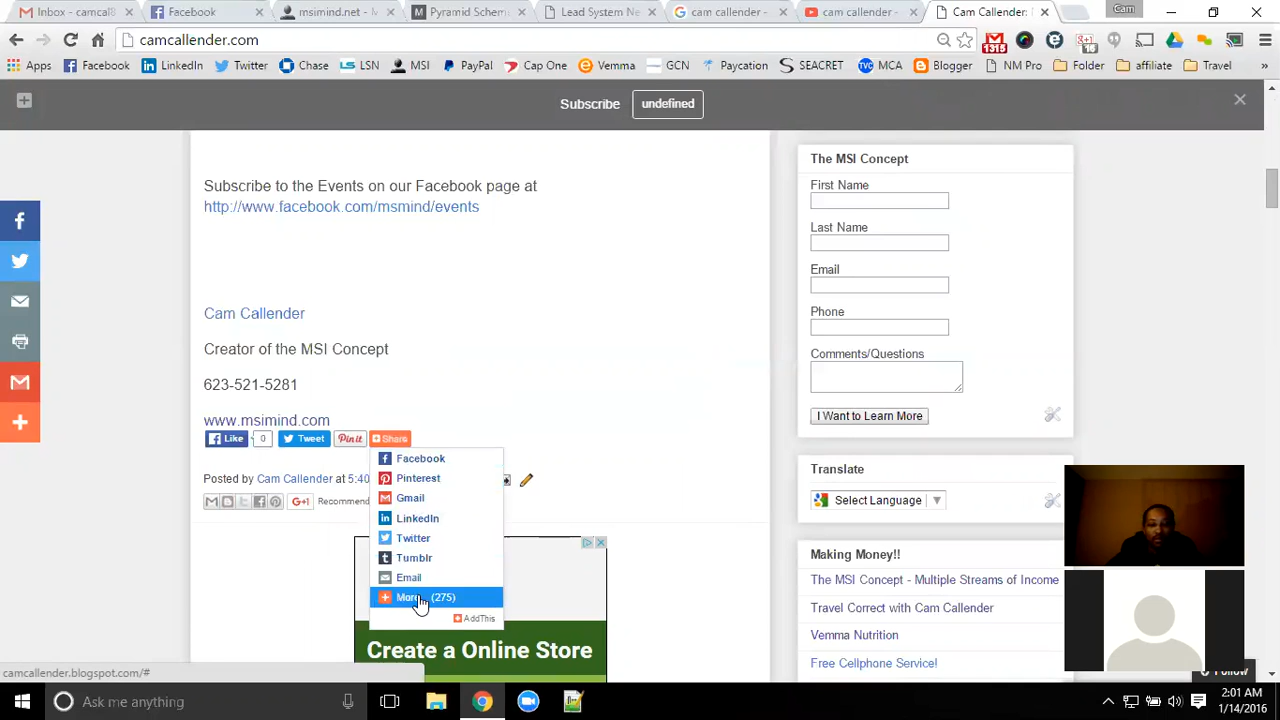 Inbox - camcal8
Facebook
msimind.net - M
Pyramid Schem
Lead System Ne
cam callender -
cam callender -
Cam Callender:
Cam
camcallender.com
1315
16
Apps
Facebook
LinkedIn
Twitter
Chase
LSN
MSI
PayPal
Cap One
Vemma
GCN
Paycation
SEACRET
TVC MCA
Blogger
NM Pro
Folder
affiliate
Travel
Subscribe
undefined
Subscribe to the Events on our Facebook page at
http://www.facebook.com/msmind/events
Cam Callender
Creator of the MSI Concept
623-521-5281
www.msimind.com
Like 0 Tweet Pin it Share
Facebook
Pinterest
Gmail
LinkedIn
Twitter
Tumblr
Email
More (275)
AddThis
Posted by Cam Callender at 5:40
G+1 Recommen
Create a Online Store
The MSI Concept
First Name
Last Name
Email
Phone
Comments/Questions
I Want to Learn More
Translate
Select Language
Making Money!!
The MSI Concept - Multiple Streams of Income
Travel Correct with Cam Callender
Vemma Nutrition
Free Cellphone Service!
Follow
camcallender.blogspot.com/#
Ask me anything
2:01 AM
1/14/2016